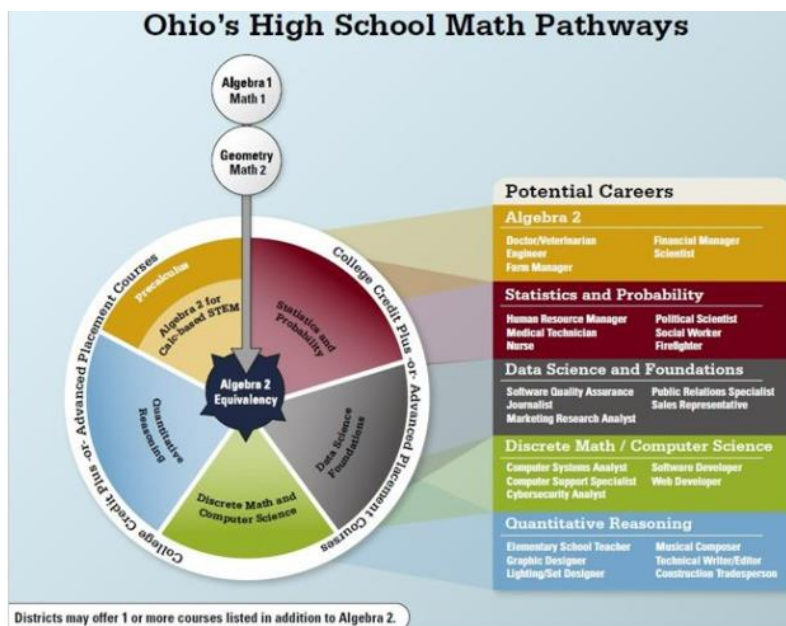 Ohio's High School Math Pathways
Algebra 1
Math 1
Geometry
Math 2
College Credit Plus -or- Advanced Placement Courses
College Credit Plus -or- Advanced Placement Courses
Precalculus
Algebra 2 for
Calc-based STEM
Statistics and
Probability
Algebra 2
Equivalency
Quantitative
Reasoning
Data Science
Foundations
Discrete Math and
Computer Science
Potential Careers
Algebra 2
Doctor/Veterinarian
Engineer
Farm Manager
Financial Manager
Scientist
Statistics and Probability
Human Resource Manager
Medical Technician
Nurse
Political Scientist
Social Worker
Firefighter
Data Science and Foundations
Software Quality Assurance
Journalist
Marketing Research Analyst
Public Relations Specialist
Sales Representative
Discrete Math / Computer Science
Computer Systems Analyst
Computer Support Specialist
Cybersecurity Analyst
Software Developer
Web Developer
Quantitative Reasoning
Elementary School Teacher
Graphic Designer
Lighting/Set Designer
Musical Composer
Technical Writer/Editor
Construction Tradesperson
Districts may offer 1 or more courses listed in addition to Algebra 2.